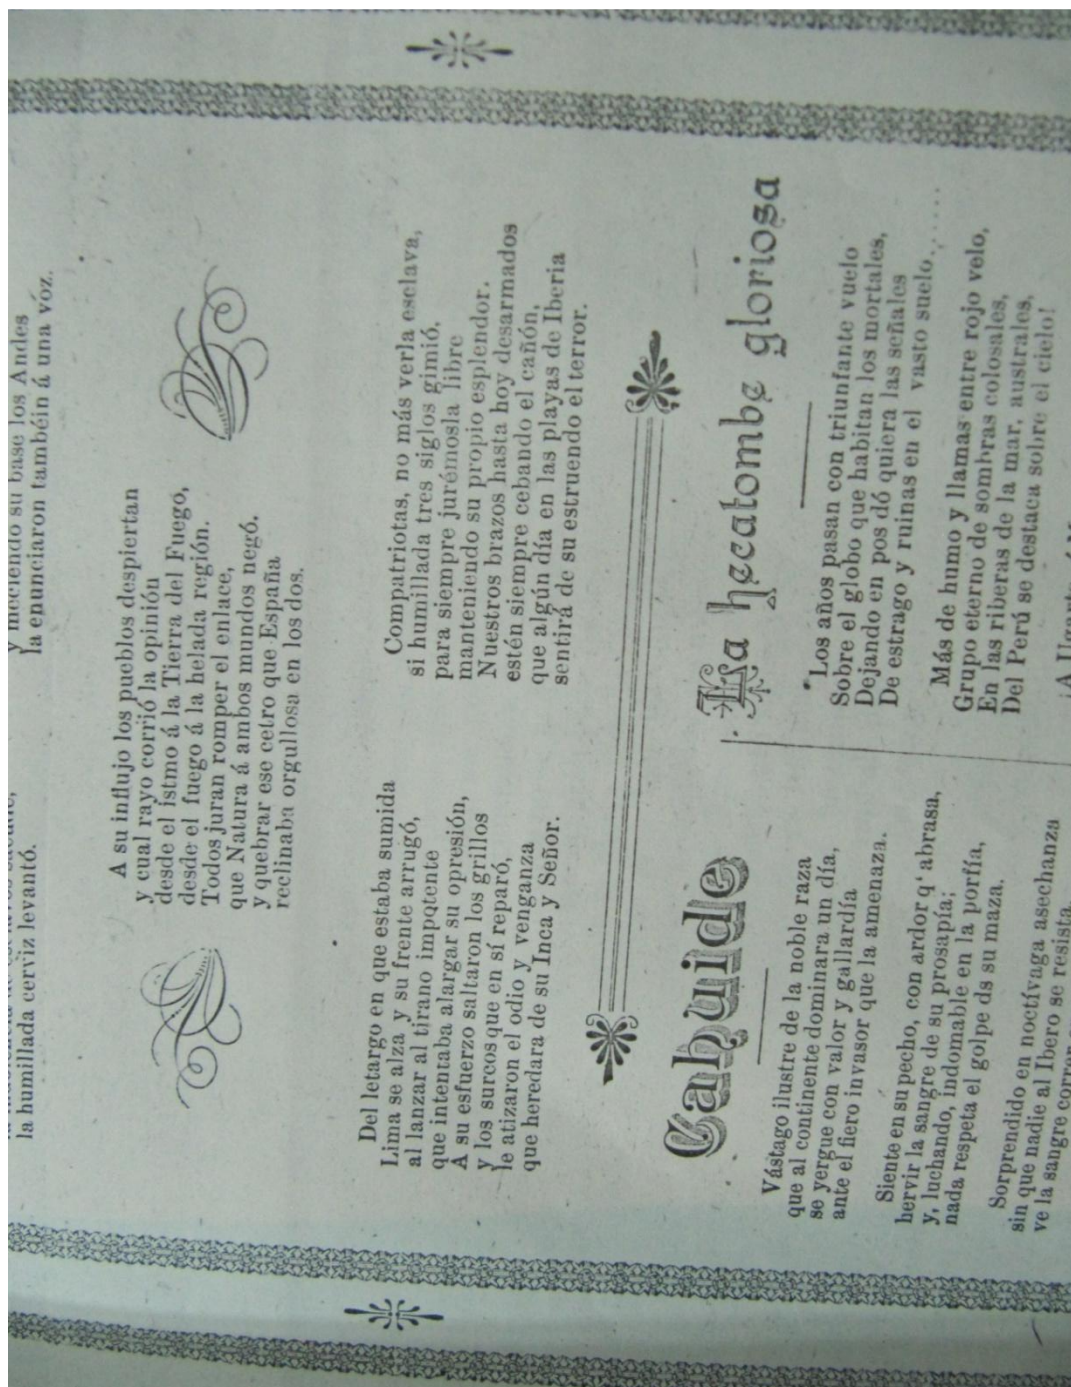 la humillada cerviz levantó.
y meciendo su base los Andes
la enunciaron tambéin á una voz.
A su influjo los pueblos despiertan
y cual rayo corrió la opinión
desde el istmo á la Tierra del Fuego,
desde el fuego á la helada región.
Todos juran romper el enlace,
que Natura á ambos mundos negó.
y quebrar ese cetro que España
reclinaba orgullosa en los dos.
Del letargo en que estaba sumida
Lima se alza y su frente arrugó,
al lanzar al tirano impotente
que intentaba alargar su opresión,
A su esfuerzo saltaron los grillos
y los surcos que en sí reparó,
le atizaron el odio y venganza
que heredara de su Inca y Señor.
Compatriotas, no más verla esclava,
si humillada tres siglos gimió,
para siempre jurémosla libre
manteniendo su propio esplendor.
Nuestros brazos hasta hoy desarmados
estén siempre cebando el cañón,
que algún día en las playas de Iberia
sentirá de su estruendo el terror.
Cahuide
Vástago ilustre de la noble raza
que al continente dominara un día,
se yergue con valor y gallardía
ante el fiero invasor que la amenaza.
Siente en su pecho, con ardor q' abrasa,
hervir la sangre de su prosapía;
y, luchando, indomable en la porfía,
nada respeta el golpe ds su maza.
Sorprendido en noctívaga asechanza
sin que nadie al Ibero se resista,
ve la sangre correr
La hecatombe gloriosa
Los años pasan con triunfante vuelo
Sobre el globo que habitan los mortales,
Dejando en pos dó quiera las señales
De estrago y ruinas en el vasto suelo......
Más de humo y llamas entre rojo velo,
Grupo eterno de sombras colosales,
En las riberas de la mar, australes,
Del Perú se destaca sobre el cielo!
¡A Ugarte